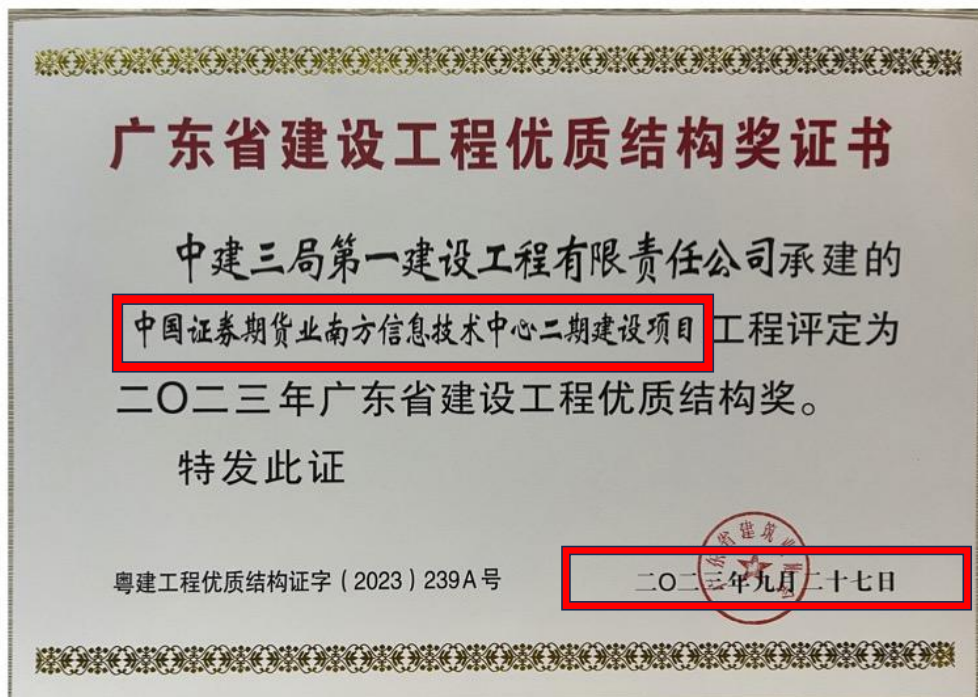 广东省建设工程优质结构奖证书
中建三局第一建设工程有限责任公司承建的
中国证券期货业南方信息技术中心二期建设项目工程评定为
二〇二三年广东省建设工程优质结构奖。
特发此证
粤建工程优质结构证字(2023)239A号
二〇二三年九月二十七日